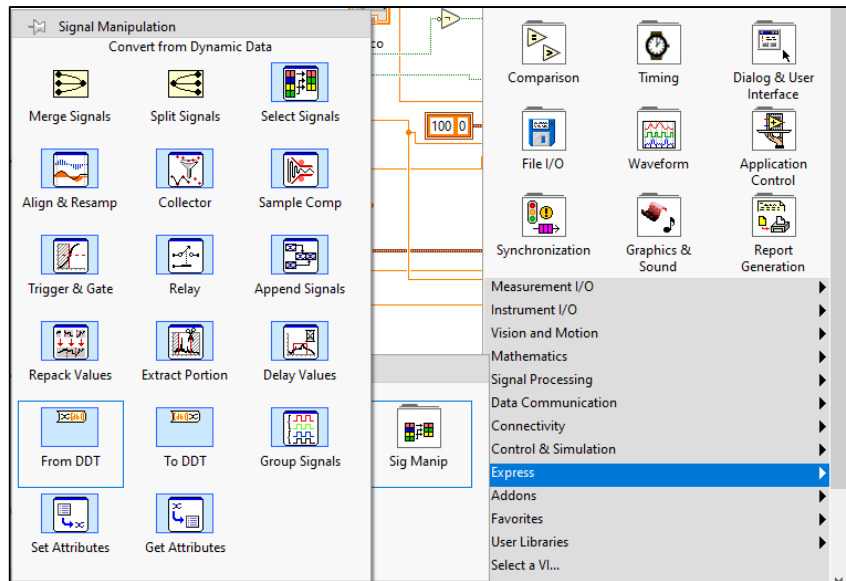 Signal Manipulation
Convert from Dynamic Data
Merge Signals
Split Signals
Select Signals
Align & Resamp
Collector
Sample Comp
Trigger & Gate
Relay
Append Signals
Repack Values
Extract Portion
Delay Values
From DDT
To DDT
Group Signals
Set Attributes
Get Attributes
co
100 0
Sig Manip
Comparison
Timing
Dialog & User
Interface
File I/O
Waveform
Application
Control
Synchronization
Graphics &
Sound
Report
Generation
Measurement I/O
Instrument I/O
Vision and Motion
Mathematics
Signal Processing
Data Communication
Connectivity
Control & Simulation
Express
Addons
Favorites
User Libraries
Select a VI...